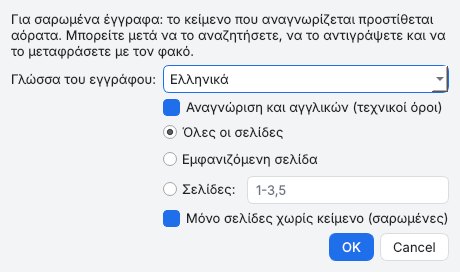 Για σαρωμένα έγγραφα: το κείμενο που αναγνωρίζεται προστίθεται
αόρατα. Μπορείτε μετά να το αναζητήσετε, να το αντιγράψετε και να
το μεταφράσετε με τον φακό.
Γλώσσα του εγγράφου: Ελληνικά
Αναγνώριση και αγγλικών (τεχνικοί όροι)
Όλες οι σελίδες
Εμφανιζόμενη σελίδα
Σελίδες: 1-3,5
Μόνο σελίδες χωρίς κείμενο (σαρωμένες)
OK Cancel